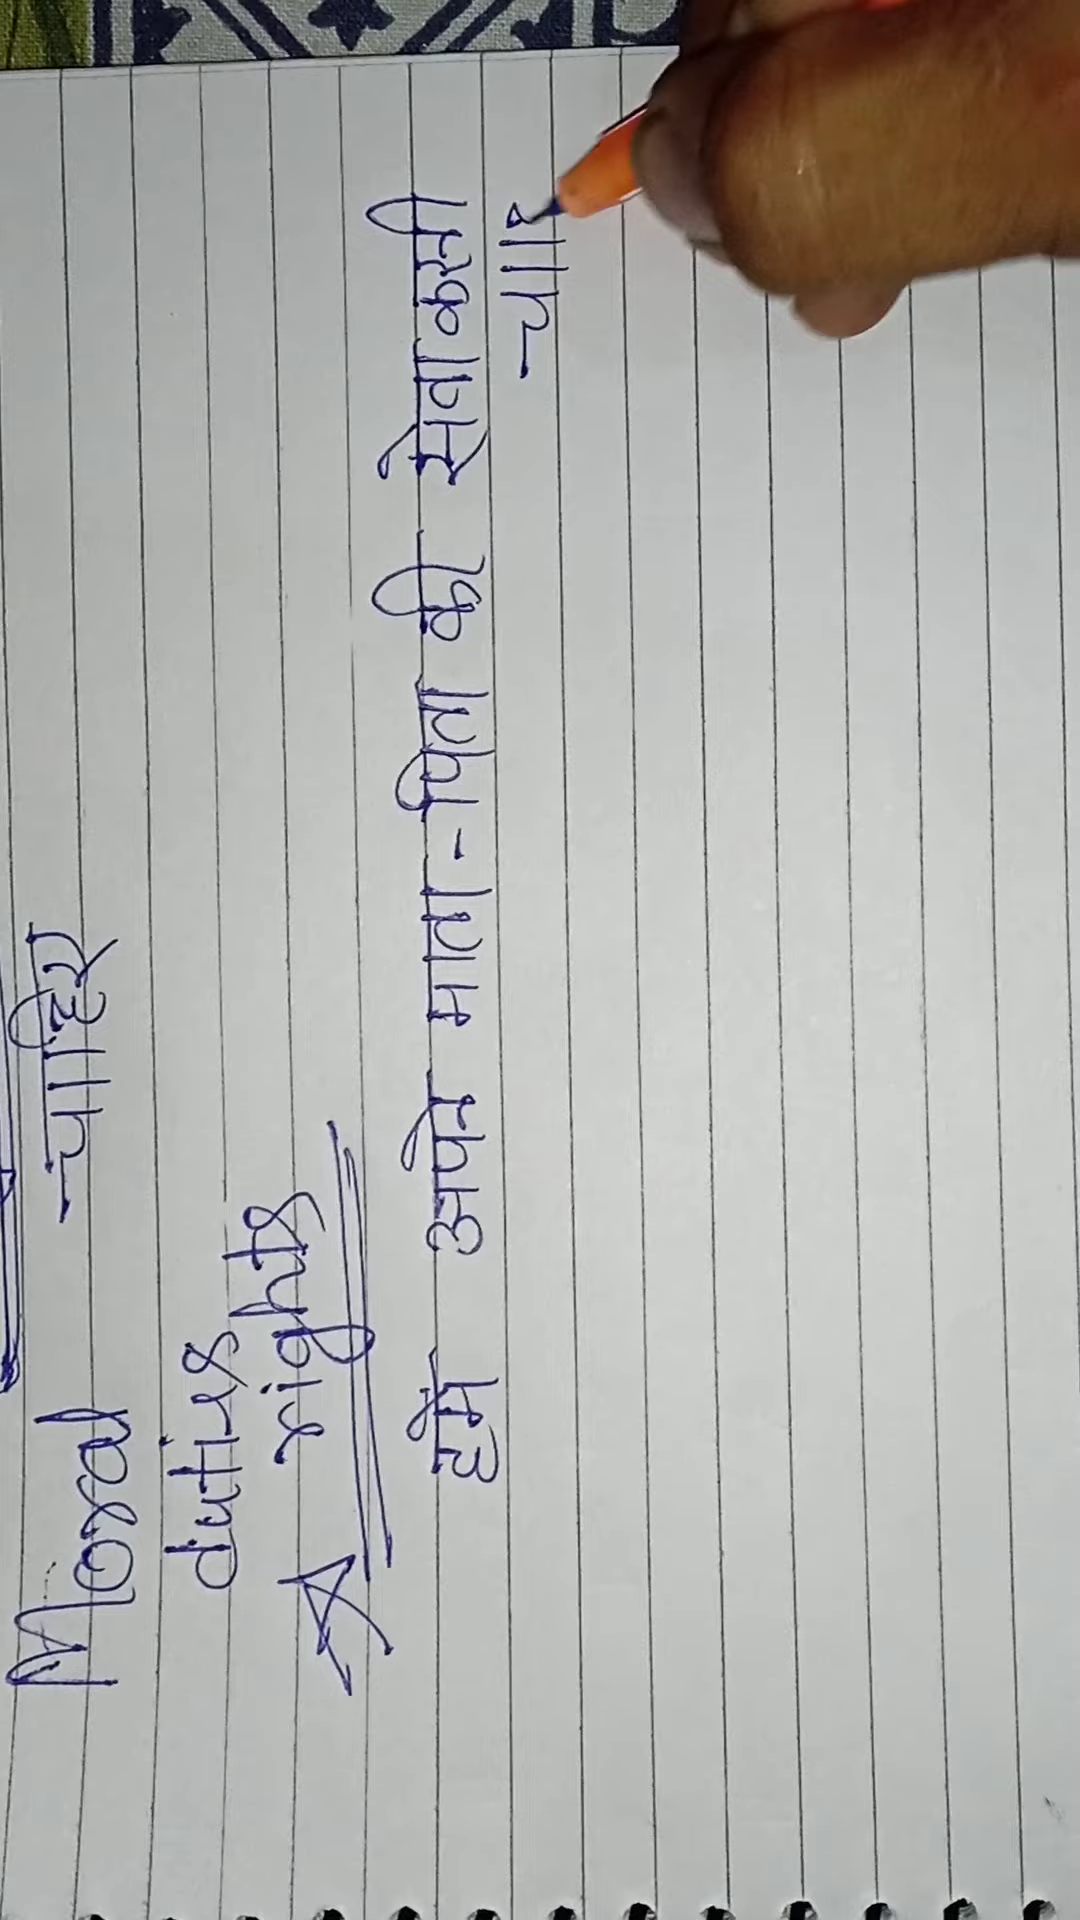 Moral चाहिए
duties
rights
हमें अपने माता-पिता की सेवा करनी
चाह